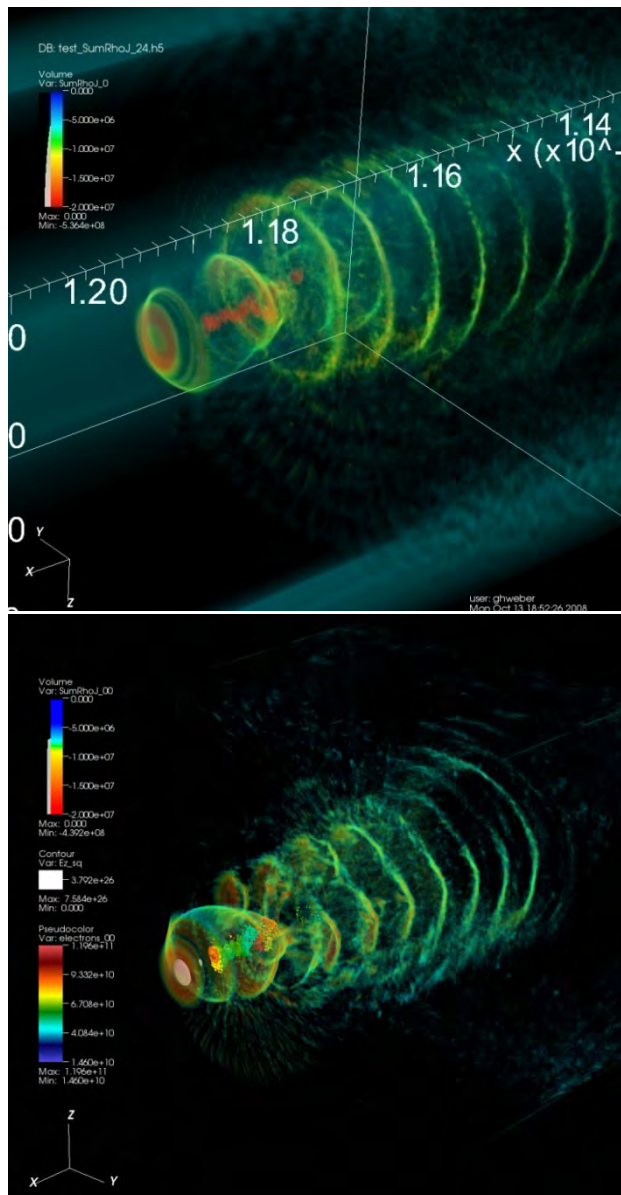 DB: test_SumRhoJ_24.h5
Volume
Var: SumRhoJ_0
0.000
-5.000e+06
-1.000e+07
-1.500e+07
-2.000e+07
Max: 0.000
Min: -5.364e+08
1.14
x (x10^-
1.16
1.18
1.20
0
0
0
Y
X
Z
user: ghweber
Mon Oct 13 18:52:26 2008
Volume
Var: SumRhoJ_00
0.000
-5.000e+06
-1.000e+07
-1.500e+07
-2.000e+07
Max: 0.000
Min: -4.392e+08
Contour
Var: Ez_sq
3.792e+26
Max: 7.584e+26
Min: 0.000
Pseudocolor
Var: electrons_00
1.196e+11
9.332e+10
6.708e+10
4.084e+10
1.460e+10
Max: 1.196e+11
Min: 1.460e+10
Z
X
Y